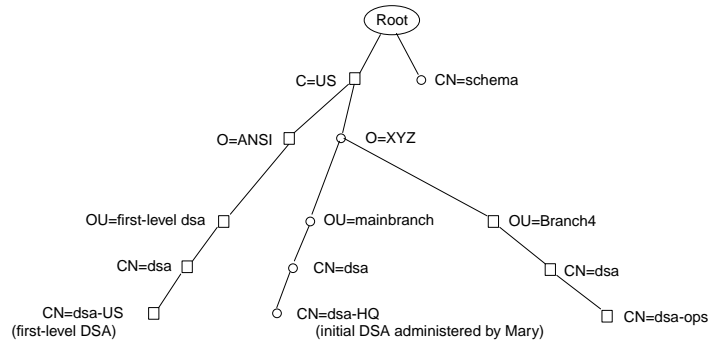 Root
C=US
CN=schema
O=ANSI
O=XYZ
OU=first-level dsa
OU=mainbranch
OU=Branch4
CN=dsa
CN=dsa
CN=dsa
CN=dsa-US
(first-level DSA)
CN=dsa-HQ
(initial DSA administered by Mary)
CN=dsa-ops